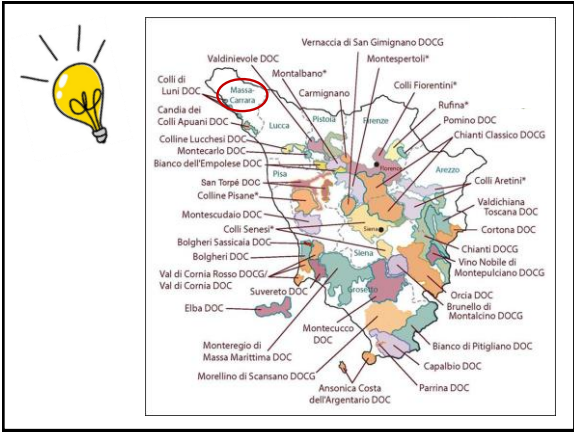 Vernaccia di San Gimignano DOCG
Valdinievole DOC
Montespertoli*
Montalbano*
Colli Fiorentini*
Colli di
Luni DOC
Massa-
Carrara
Carmignano
Rufina*
Candia dei
Colli Apuani DOC
Pistoia
Firenze
Pomino DOC
Lucca
Chianti Classico DOCG
Colline Lucchesi DOC
Montecarlo DOC
Bianco dell'Empolese DOC
Florence
Arezzo
Pisa
San Torpé DOC
Colli Aretini*
Colline Pisane*
Valdichiana
Toscana DOC
Montescudaio DOC
Colli Senesi*
Siena
Cortona DOC
Bolgheri Sassicaia DOC
Chianti DOCG
Bolgheri DOC
Siena
Vino Nobile di
Montepulciano DOCG
Val di Cornia Rosso DOCG/
Val di Cornia DOC
Suvereto DOC
Grosseto
Orcia DOC
Elba DOC
Brunello di
Montalcino DOCG
Montecucco
DOC
Monteregio di
Massa Marittima DOC
Bianco di Pitigliano DOC
Capalbio DOC
Morellino di Scansano DOCG
Parrina DOC
Ansonica Costa
dell'Argentario DOC